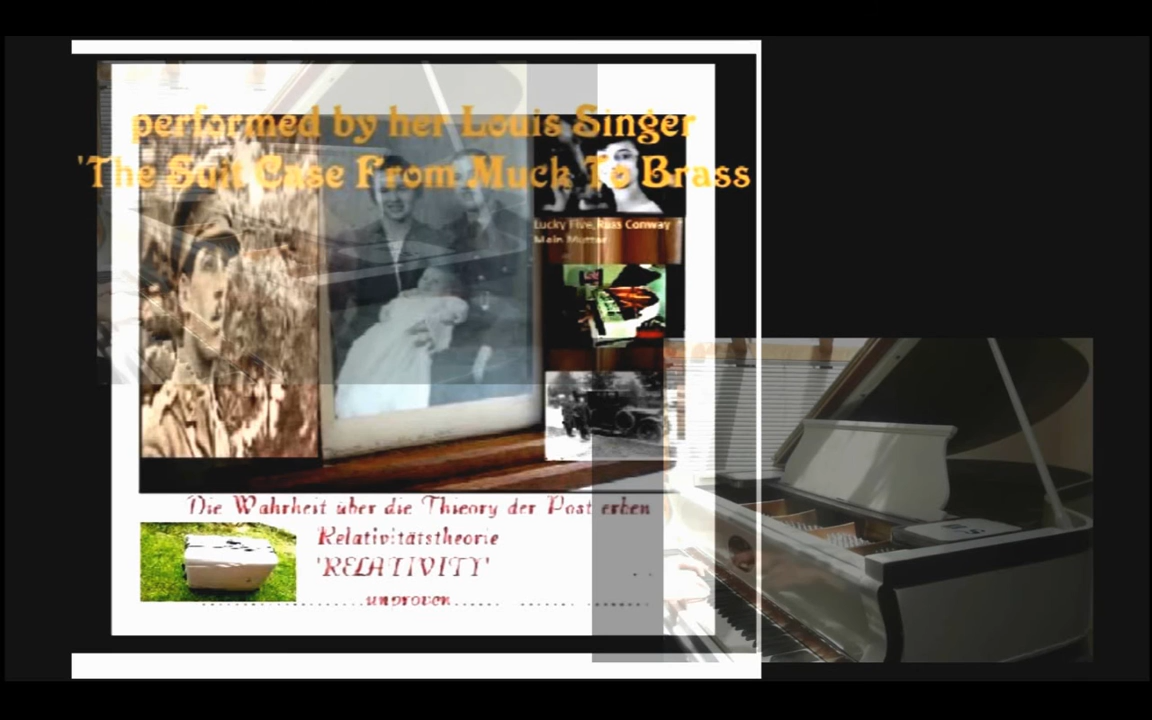 performed by her Louis Singer
'The Suit Case From Muck To Brass
Lucky Five, Russ Conway
Main Mutter
Die Wahrheit über die Thieory der Post erben
Relativitätstheorie
'RELATIVITY'
unproven